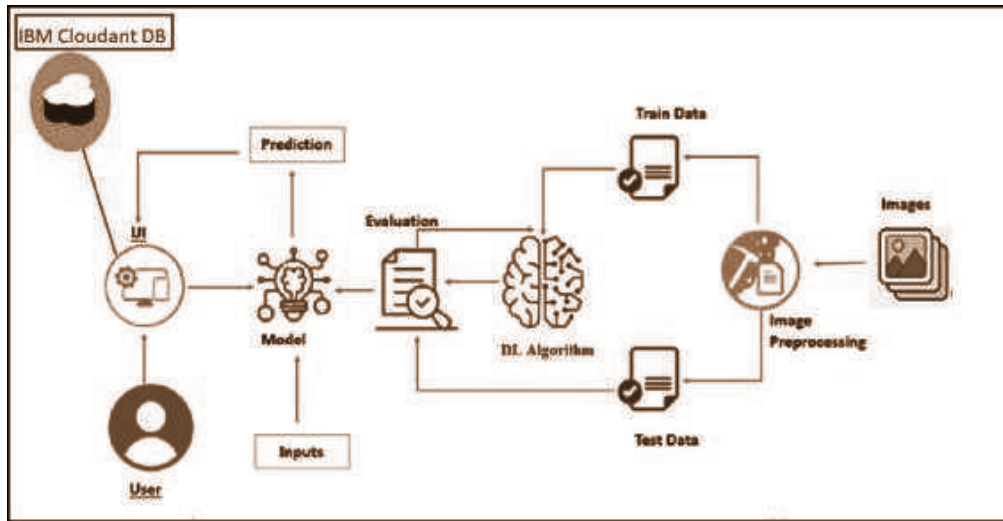 IBM Cloudant DB
Train Data
Prediction
Images
Evaluation
UI
Image
Preprocessing
Model
DL Algorithm
Test Data
Inputs
User